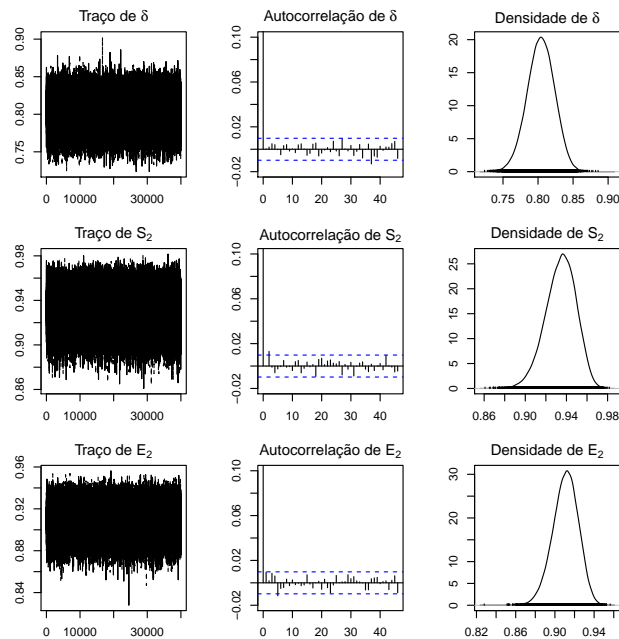 Traço de δ
0.75 0.80 0.85 0.90
0 10000 30000
Autocorrelação de δ
−0.02 0.02 0.06 0.10
0 10 20 30 40
Densidade de δ
0 5 10 15 20
0.75 0.80 0.85 0.90
Traço de S₂
0.86 0.90 0.94 0.98
0 10000 30000
Autocorrelação de S₂
−0.02 0.02 0.06 0.10
0 10 20 30 40
Densidade de S₂
0 5 10 15 20 25
0.86 0.90 0.94 0.98
Traço de E₂
0.84 0.88 0.92 0.96
0 10000 30000
Autocorrelação de E₂
−0.02 0.02 0.06 0.10
0 10 20 30 40
Densidade de E₂
0 5 10 15 20 25 30
0.82 0.86 0.90 0.94